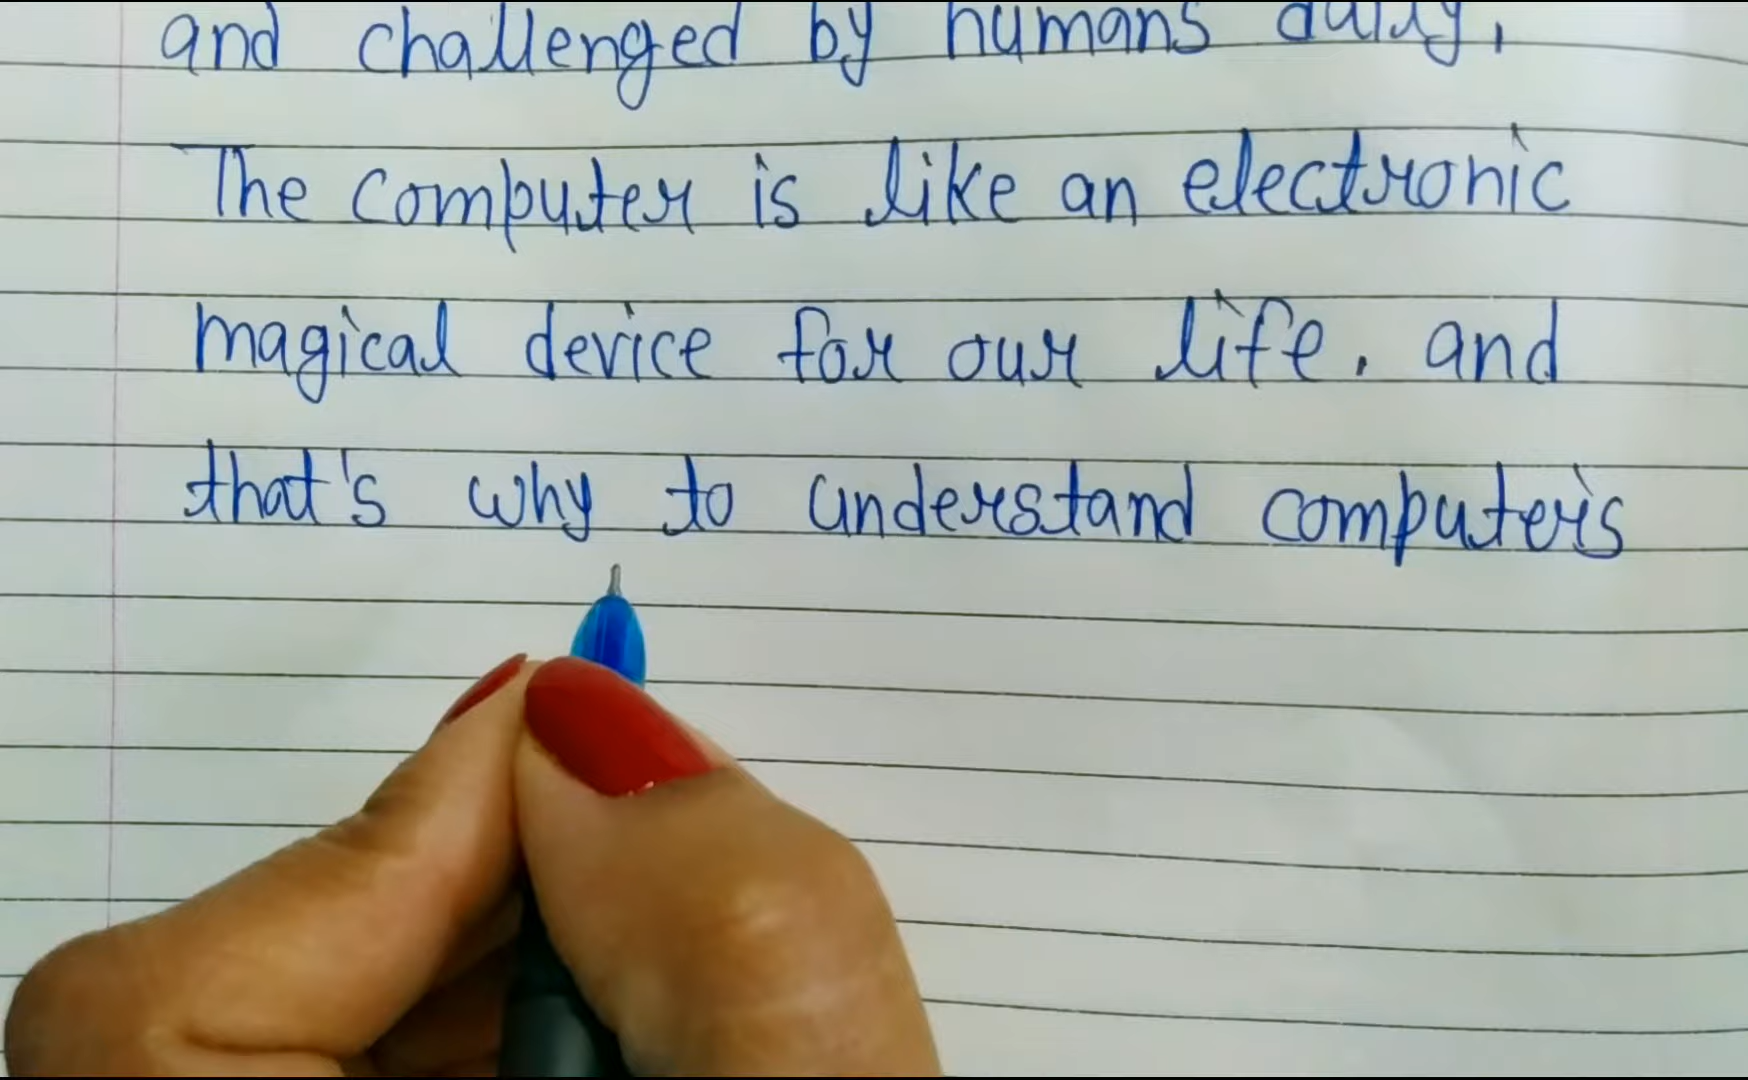 and challenged by humans daily,
The computer is like an electronic
magical device for our life. and
that's why to understand computer's